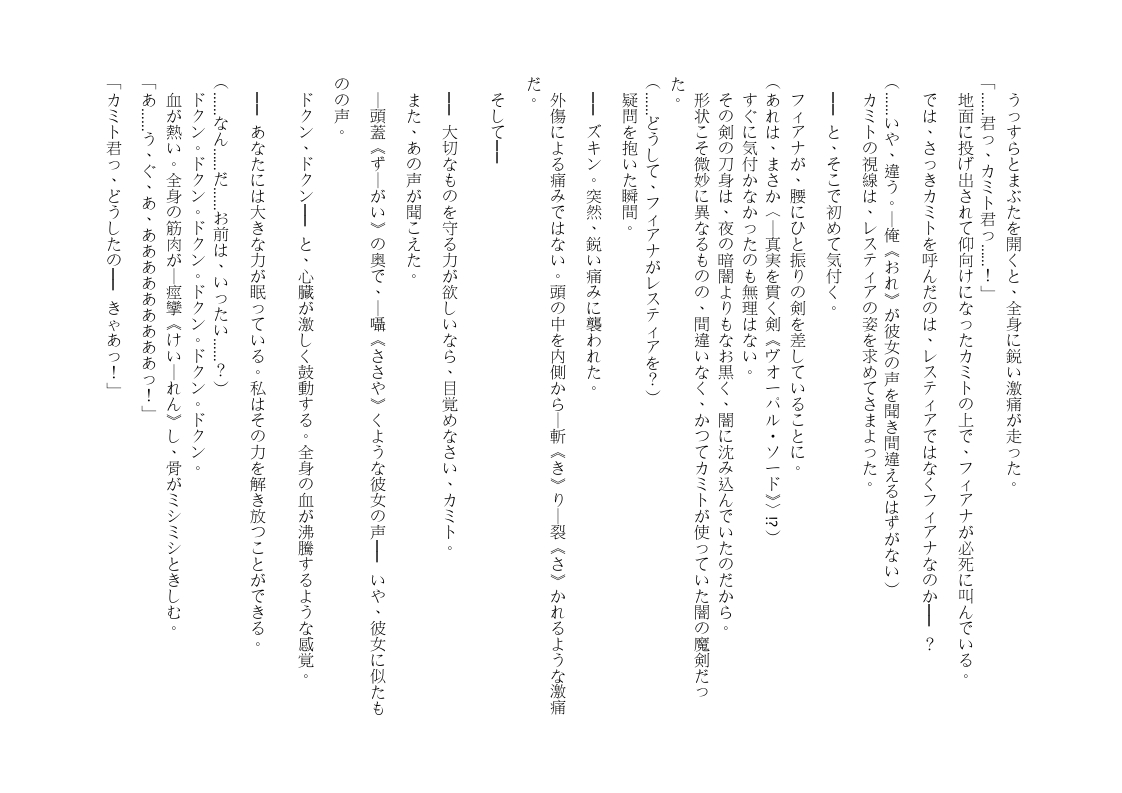 うっすらとまぶたを開くと、全身に鋭い激痛が走った。
「……君っ、カミト君っ……！」
地面に投げ出されて仰向けになったカミトの上で、フィアナが必死に叫んでいる。
では、さっきカミトを呼んだのは、レスティアではなくフィアナなのか━━　？
（……いや、違う。―俺《おれ》が彼女の声を聞き間違えるはずがない）
カミトの視線は、レスティアの姿を求めてさまよった。
━━　と、そこで初めて気付く。
フィアナが、腰にひと振りの剣を差していることに。
（あれは、まさか〈―真実を貫く剣《ヴオーパル・ソード》〉!?）
すぐに気付かなかったのも無理はない。
その剣の刀身は、夜の暗闇よりもなお黒く、闇に沈み込んでいたのだから。
形状こそ微妙に異なるものの、間違いなく、かつてカミトが使っていた闇の魔剣だっ
た。
（……どうして、フィアナがレスティアを？）
疑問を抱いた瞬間。
━━　ズキン。突然、鋭い痛みに襲われた。
外傷による痛みではない。頭の中を内側から―斬《き》り―裂《さ》かれるような激痛
だ。
そして━━
━━　大切なものを守る力が欲しいなら、目覚めなさい、カミト。
また、あの声が聞こえた。
―頭蓋《ず―がい》の奥で、―囁《ささや》くような彼女の声━━　いや、彼女に似たも
のの声。
ドクン、ドクン━━　と、心臓が激しく鼓動する。全身の血が沸騰するような感覚。
━━　あなたには大きな力が眠っている。私はその力を解き放つことができる。
（……なん……だ……お前は、いったい……？）
ドクン。ドクン。ドクン。ドクン。ドクン。ドクン。ドクン。
血が熱い。全身の筋肉が―痙攣《けい―れん》し、骨がミシミシときしむ。
「あ……う、ぐ、あ、あああああああああっ！」
「カミト君っ、どうしたの━━　きゃあっ！」